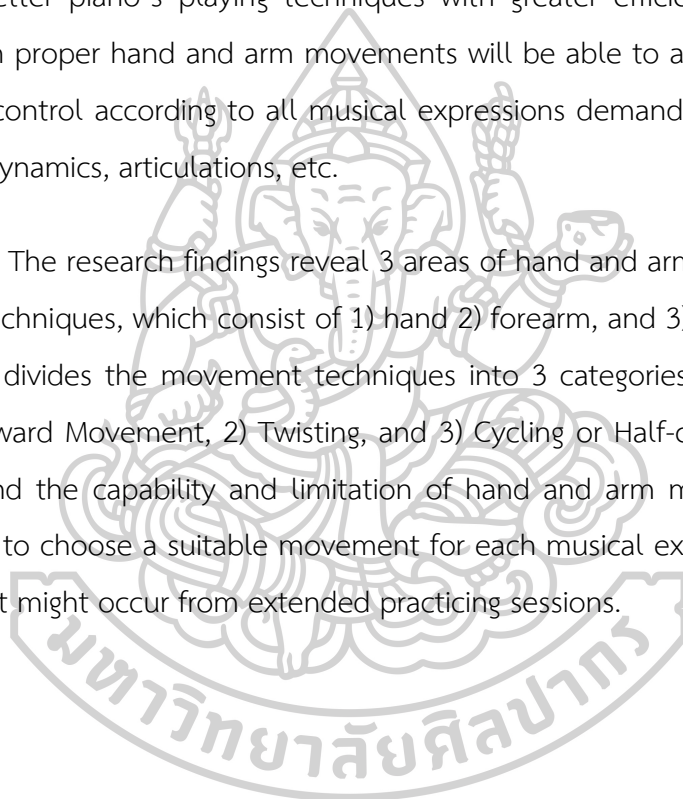 etter piano's playing techniques with greater effici
n proper hand and arm movements will be able to a
control according to all musical expressions demand
ynamics, articulations, etc.
The research findings reveal 3 areas of hand and arm
chniques, which consist of 1) hand 2) forearm, and 3)
divides the movement techniques into 3 categories
ward Movement, 2) Twisting, and 3) Cycling or Half-c
nd the capability and limitation of hand and arm m
to choose a suitable movement for each musical ex
t might occur from extended practicing sessions.
มหาวิทยาลัยศิลปากร